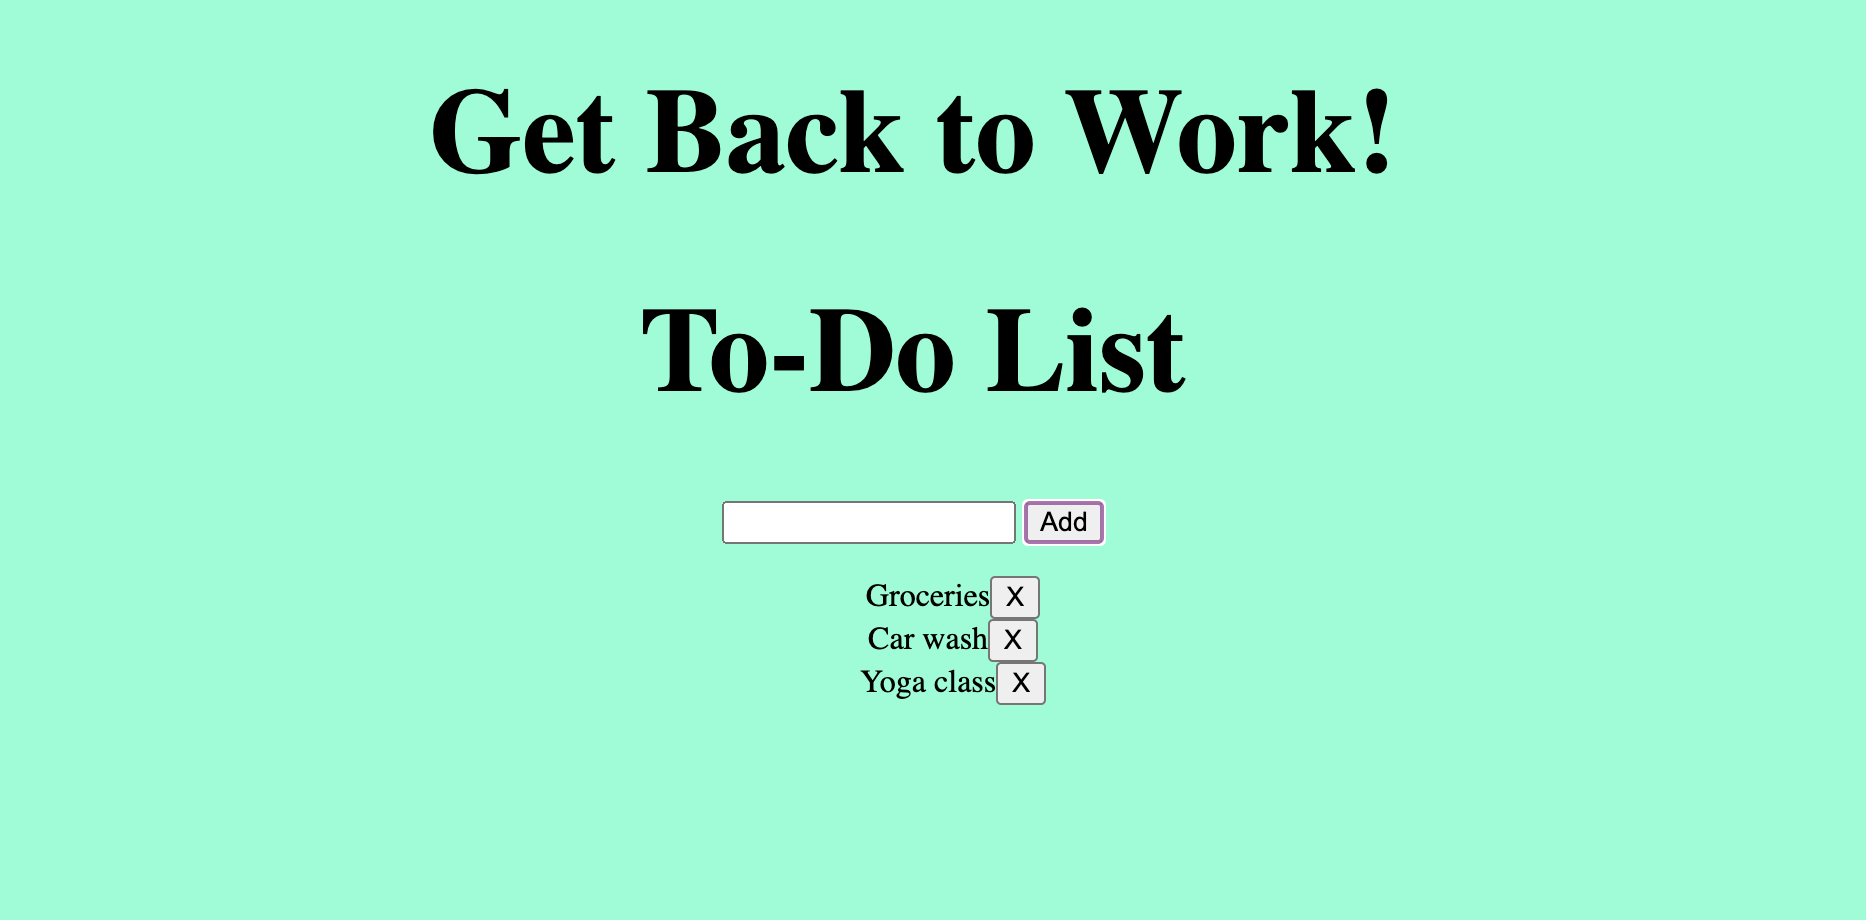 Get Back to Work!
To-Do List
Add
Groceries X
Car wash X
Yoga class X